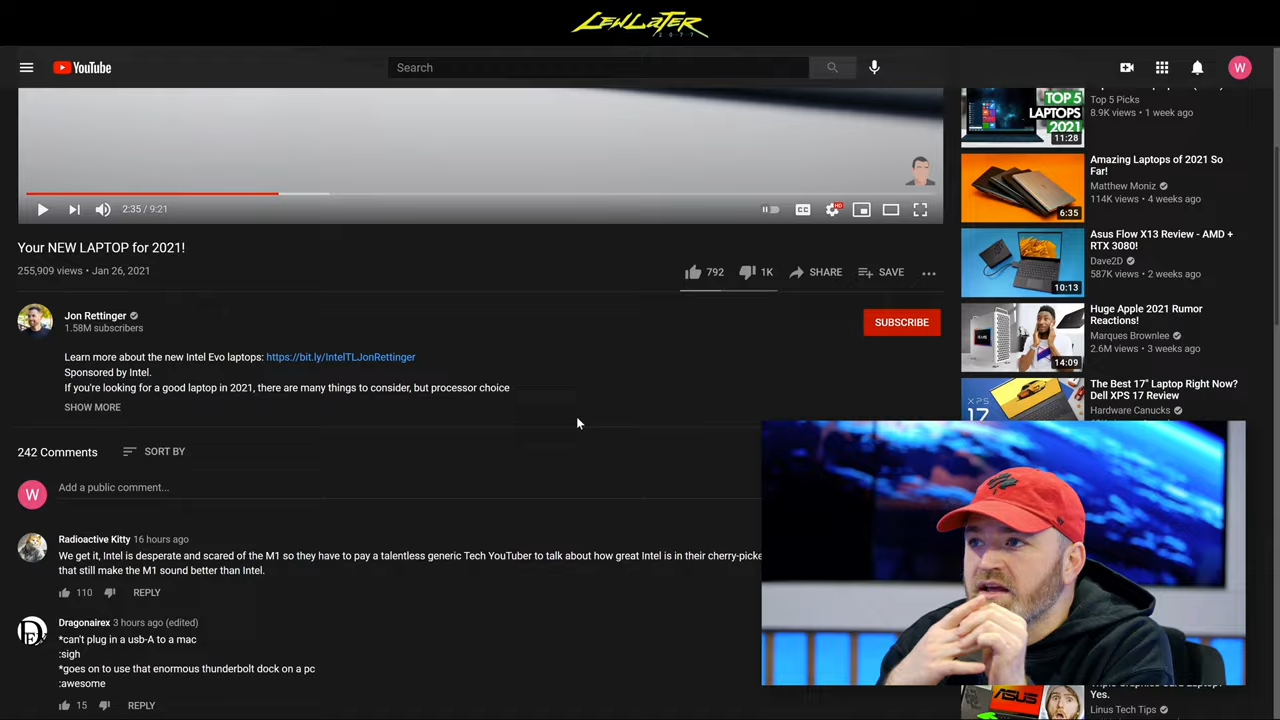 LEWLATER
2077
YouTube
Search
W
2:35 / 9:21
CC
HD
Your NEW LAPTOP for 2021!
255,909 views • Jan 26, 2021
792
1K
SHARE
SAVE
Jon Rettinger
1.58M subscribers
SUBSCRIBE
Learn more about the new Intel Evo laptops: https://bit.ly/IntelTLJonRettinger
Sponsored by Intel.
If you're looking for a good laptop in 2021, there are many things to consider, but processor choice
SHOW MORE
242 Comments
SORT BY
W
Add a public comment...
Radioactive Kitty 16 hours ago
We get it, Intel is desperate and scared of the M1 so they have to pay a talentless generic Tech YouTuber to talk about how great Intel is in their
that still make the M1 sound better than Intel.
110
REPLY
Dragonairex 3 hours ago (edited)
*can't plug in a usb-A to a mac
:sigh
*goes on to use that enormous thunderbolt dock on a pc
:awesome
15
REPLY
TOP 5
LAPTOPS
2021
11:28
Top 5 Picks
8.9K views • 1 week ago
6:35
Amazing Laptops of 2021 So
Far!
Matthew Moniz
114K views • 4 weeks ago
10:13
Asus Flow X13 Review - AMD +
RTX 3080!
Dave2D
587K views • 2 weeks ago
14:09
Huge Apple 2021 Rumor
Reactions!
Marques Brownlee
2.6M views • 3 weeks ago
XPS
17
The Best 17" Laptop Right Now?
Dell XPS 17 Review
Hardware Canucks
ASUS
Yes.
Linus Tech Tips